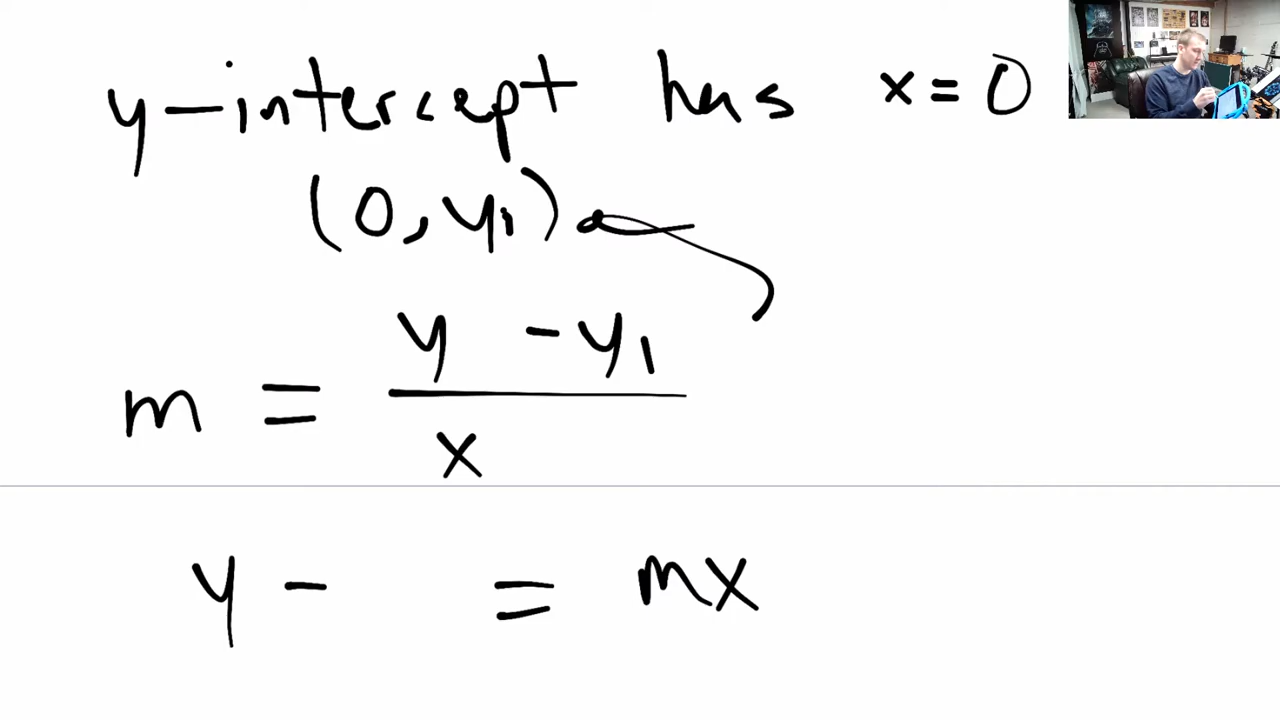 y-intercept has x = 0
(0, y₁)
m = (y - y₁) / x
y - = mx